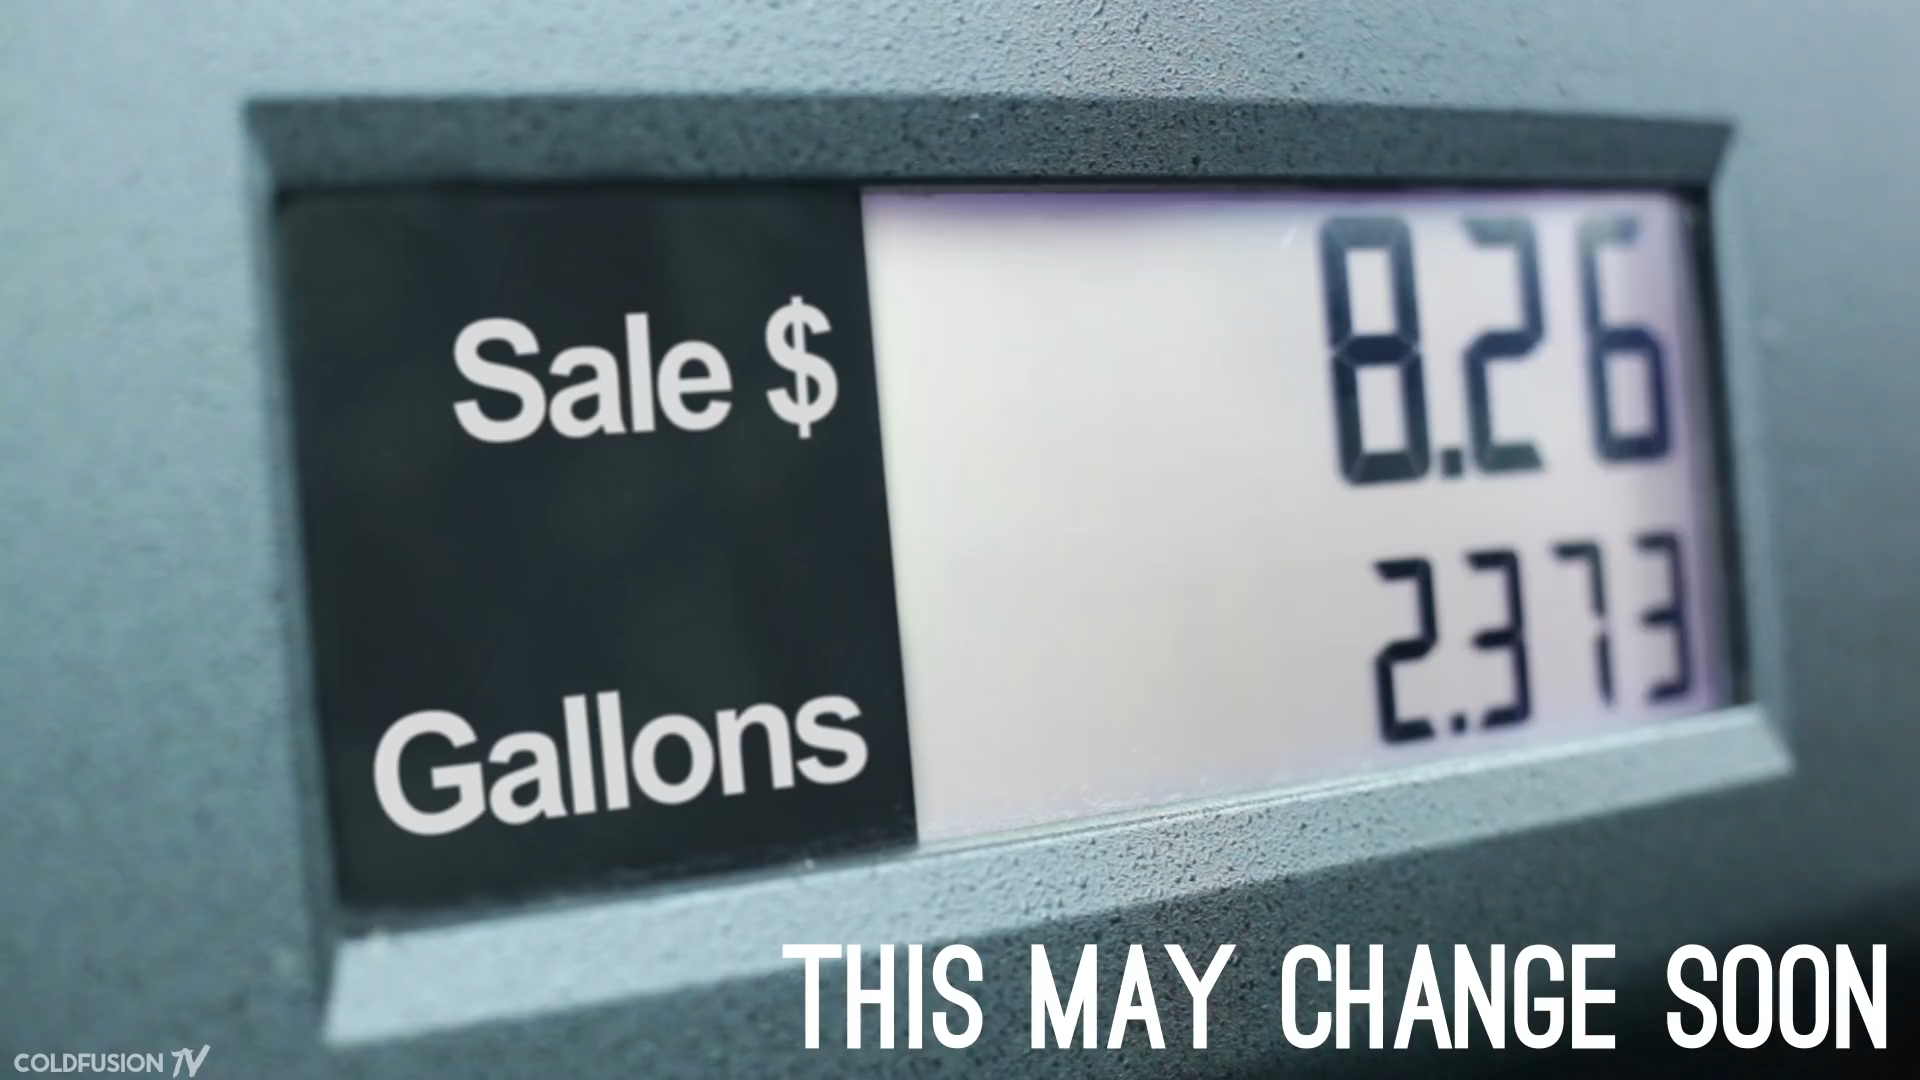 Sale $ 8.26
Gallons 2.373
THIS MAY CHANGE SOON
COLDFUSION TV